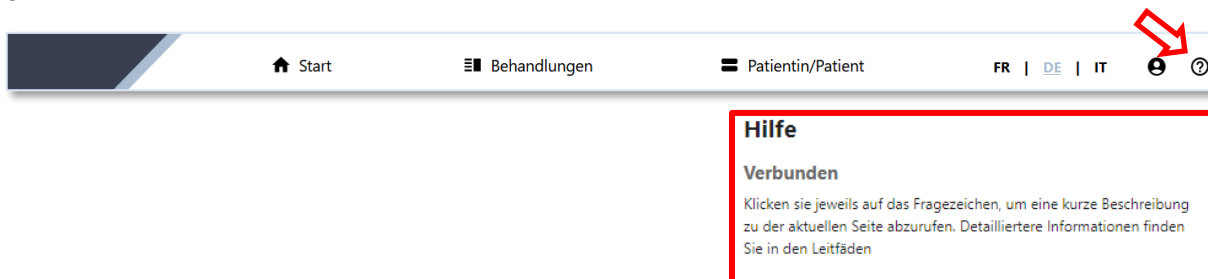 Start Behandlungen Patientin/Patient FR | DE | IT
Hilfe
Verbunden
Klicken sie jeweils auf das Fragezeichen, um eine kurze Beschreibung
zu der aktuellen Seite abzurufen. Detailliertere Informationen finden
Sie in den Leitfäden